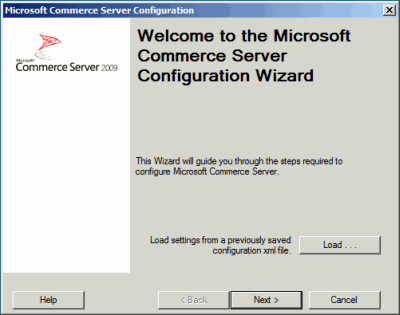 Microsoft Commerce Server Configuration
Welcome to the Microsoft
Commerce Server
Configuration Wizard
Microsoft
Commerce Server 2009
This Wizard will guide you through the steps required to
configure Microsoft Commerce Server.
Load settings from a previously saved
configuration xml file.
Load . . .
Help
< Back
Next >
Cancel